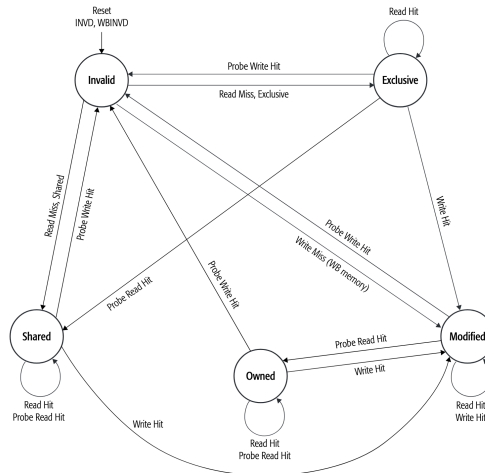 Reset
INVD, WBINVD
Read Hit
Probe Write Hit
Invalid
Exclusive
Read Miss, Exclusive
Read Miss, Shared
Probe Write Hit
Write Hit
Probe Write Hit
Write Miss (WB memory)
Probe Write Hit
Probe Read Hit
Shared
Probe Read Hit
Modified
Owned
Write Hit
Read Hit
Probe Read Hit
Read Hit
Write Hit
Write Hit
Read Hit
Probe Read Hit